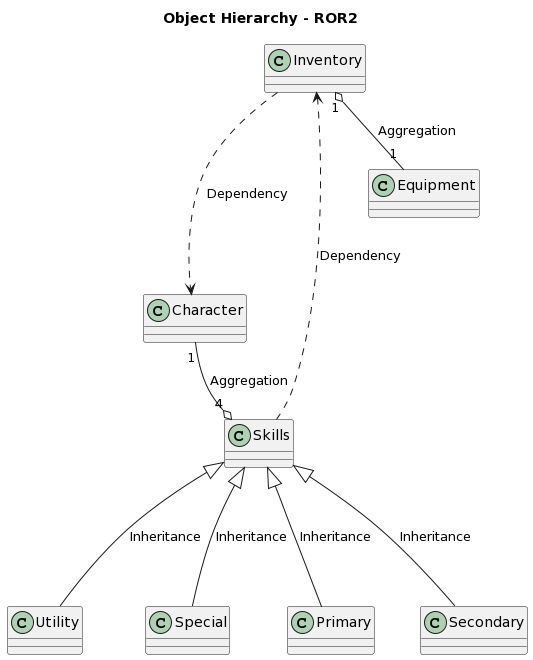 Object Hierarchy - ROR2
C Inventory
1
Aggregation
1
C Equipment
Dependency
Dependency
C Character
1
Aggregation
4
C Skills
Inheritance Inheritance Inheritance Inheritance
C Utility C Special C Primary C Secondary